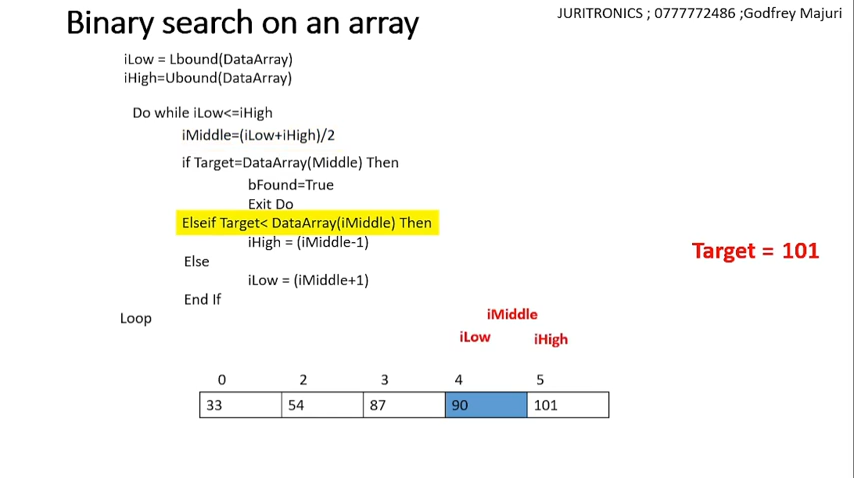 Binary search on an array
JURITRONICS ; 0777772486 ;Godfrey Majuri
iLow = Lbound(DataArray)
iHigh=Ubound(DataArray)
Do while iLow<=iHigh
iMiddle=(iLow+iHigh)/2
if Target=DataArray(Middle) Then
bFound=True
Exit Do
Elseif Target< DataArray(iMiddle) Then
iHigh = (iMiddle-1)
Else
iLow = (iMiddle+1)
End If
Loop
Target = 101
iMiddle
iLow iHigh
0 2 3 4 5
33 54 87 90 101